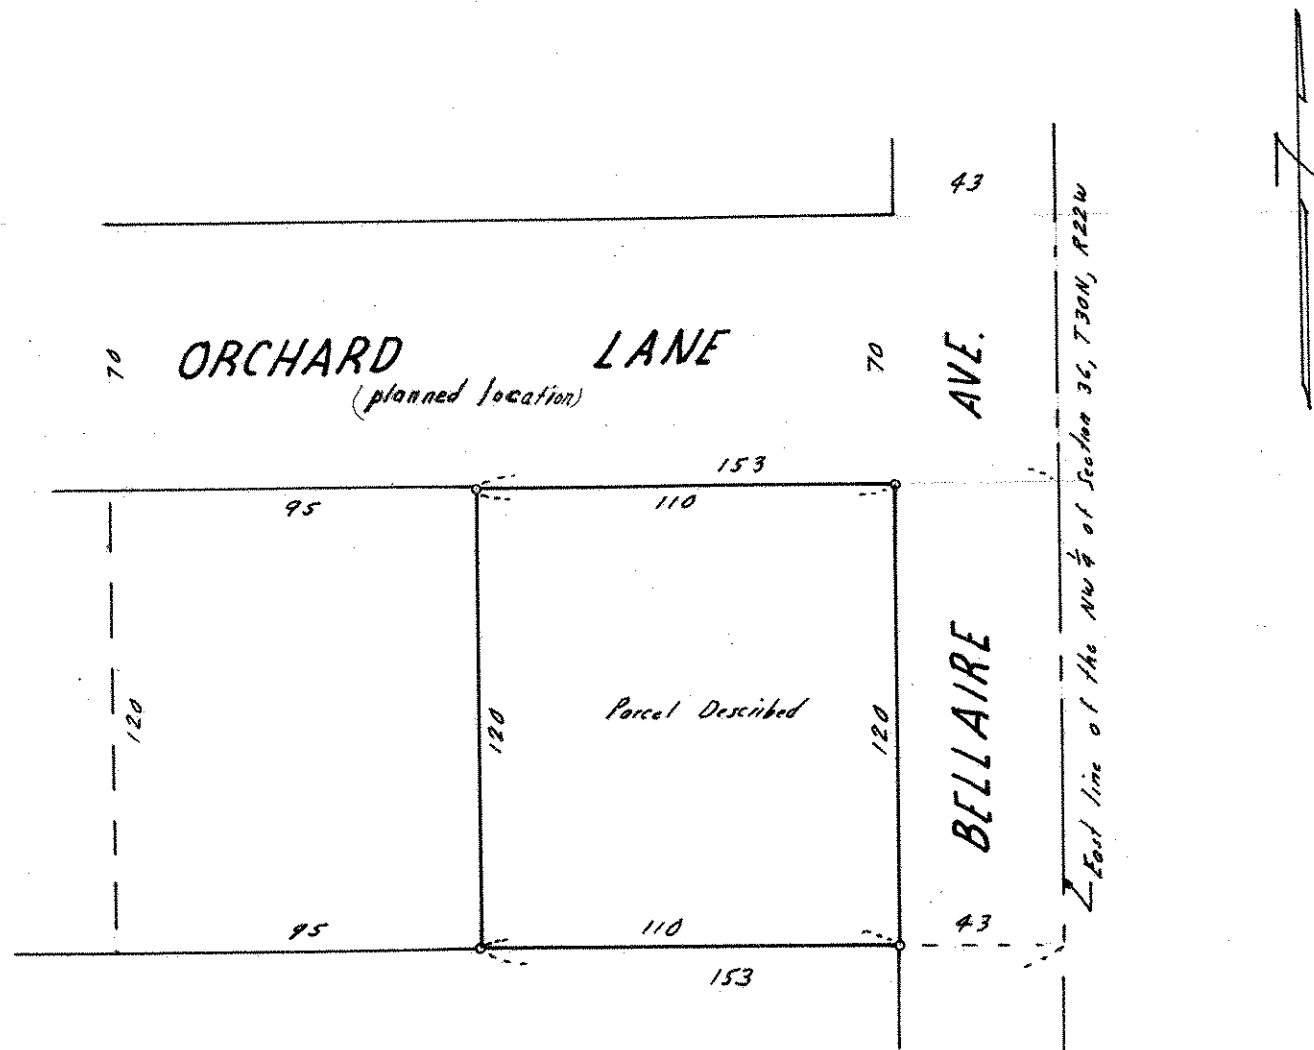 43
ORCHARD LANE
(planned location)
70
70
AVE.
153
95
110
East line of the NW 1/4 of Section 36, T30N, R22W
120
120
Parcel Described
120
BELLAIRE
95
110
43
153